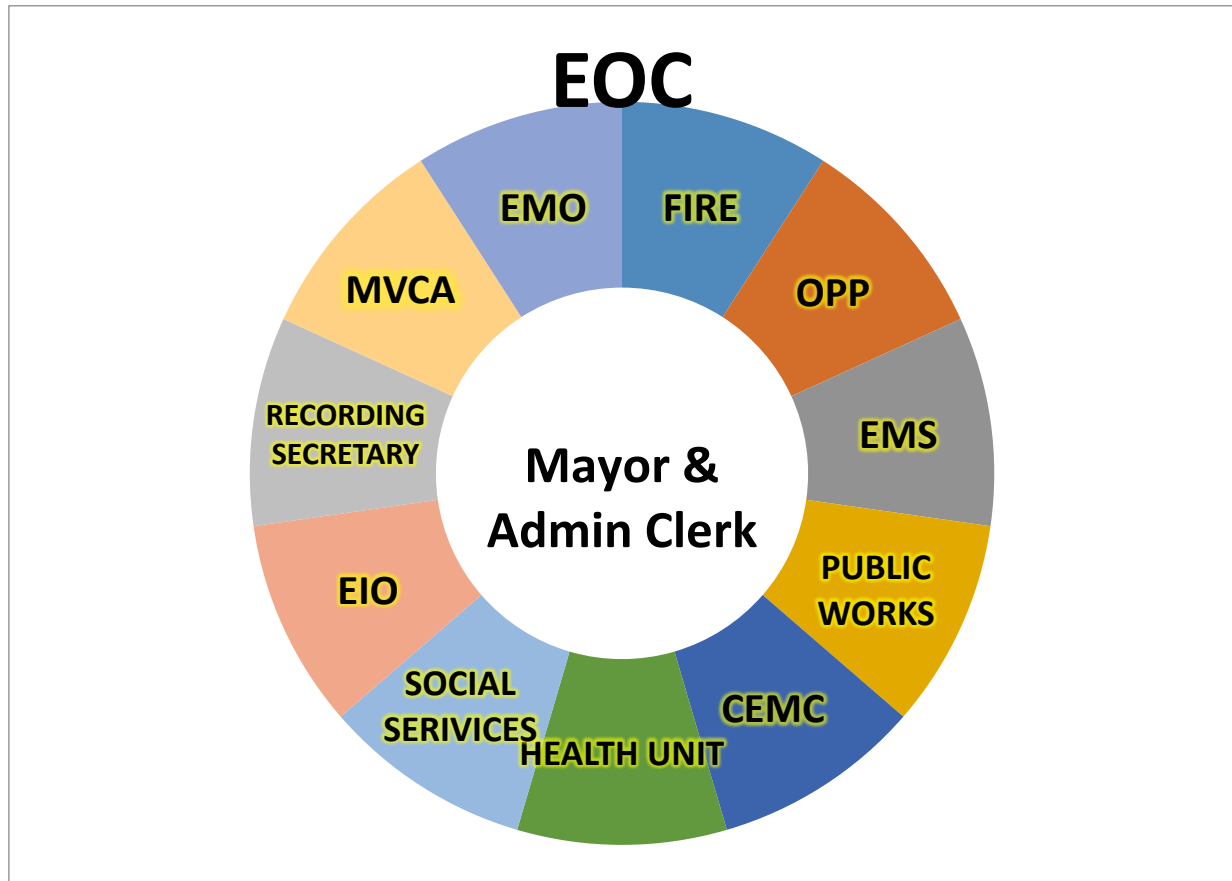 EOC
EMO
FIRE
MVCA
OPP
RECORDING
SECRETARY
EMS
Mayor &
Admin Clerk
EIO
PUBLIC
WORKS
SOCIAL
SERIVICES
CEMC
HEALTH UNIT